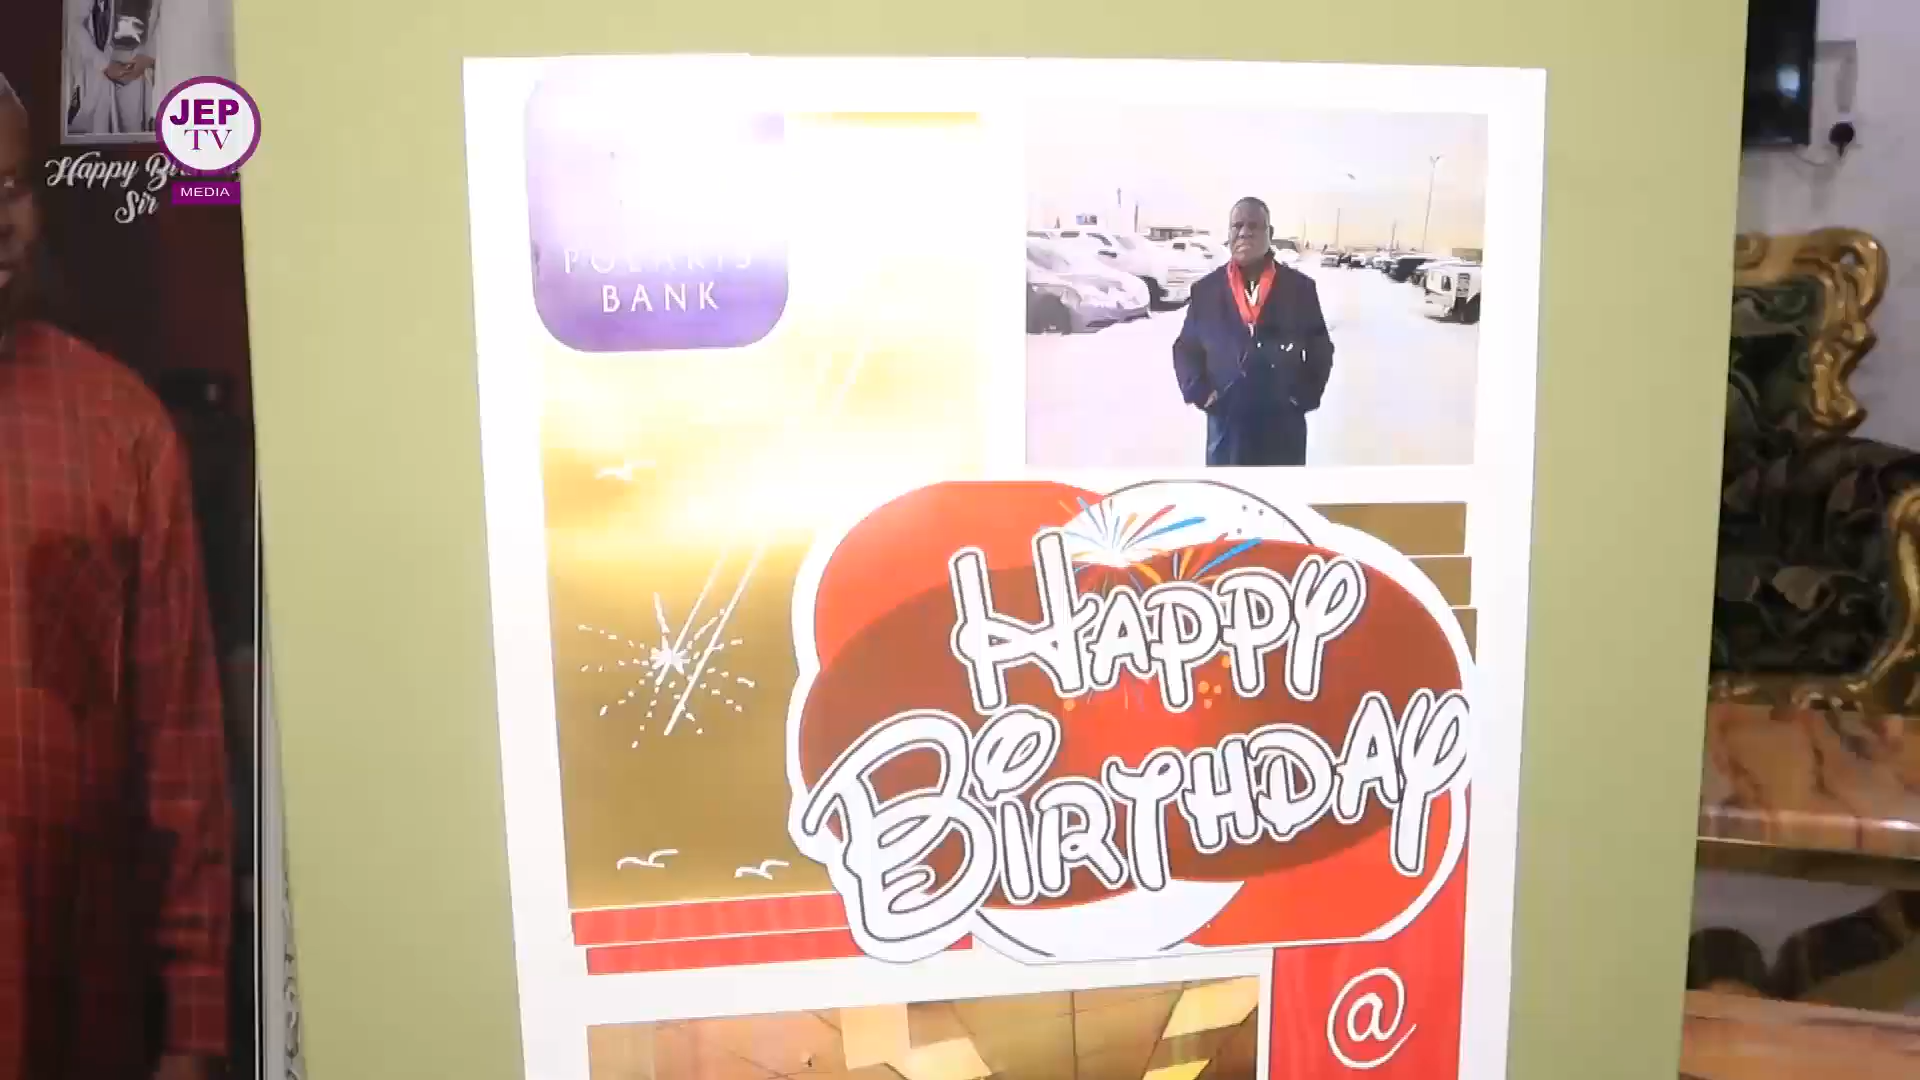 JEP
TV
MEDIA
Happy
Sir
POLARIS
BANK
HAPPY
BIRTHDAY
@